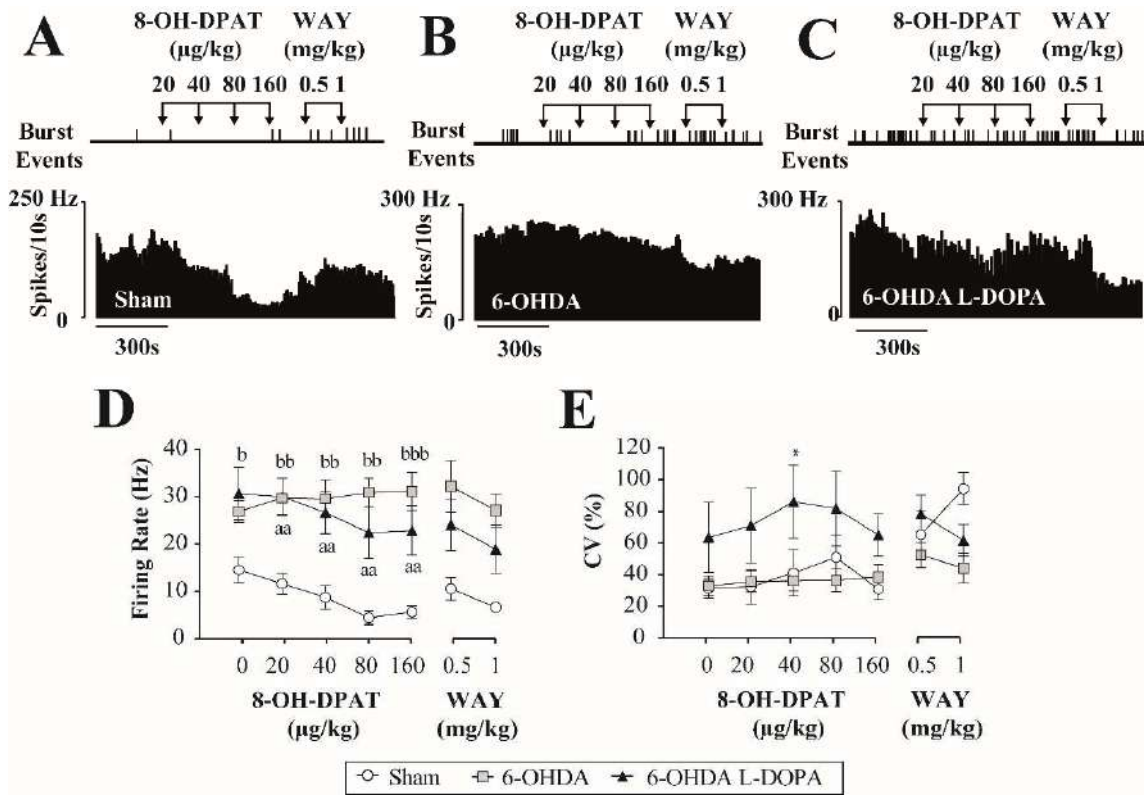 A
8-OH-DPAT
(µg/kg)
WAY
(mg/kg)
20 40 80 160 0.5 1
Burst
Events
250 Hz
Spikes/10s
0
Sham
300s
B
8-OH-DPAT
(µg/kg)
WAY
(mg/kg)
20 40 80 160 0.5 1
Burst
Events
300 Hz
Spikes/10s
0
6-OHDA
300s
C
8-OH-DPAT
(µg/kg)
WAY
(mg/kg)
20 40 80 160 0.5 1
Burst
Events
300 Hz
0
6-OHDA L-DOPA
300s
D
Firing Rate (Hz)
40
30
20
10
0
b bb bb bb bbb
aa aa aa aa
0 20 40 80 160 0.5 1
8-OH-DPAT
(µg/kg)
WAY
(mg/kg)
E
CV (%)
120
100
80
60
40
20
0
*
0 20 40 80 160 0.5 1
8-OH-DPAT
(µg/kg)
WAY
(mg/kg)
Sham 6-OHDA 6-OHDA L-DOPA